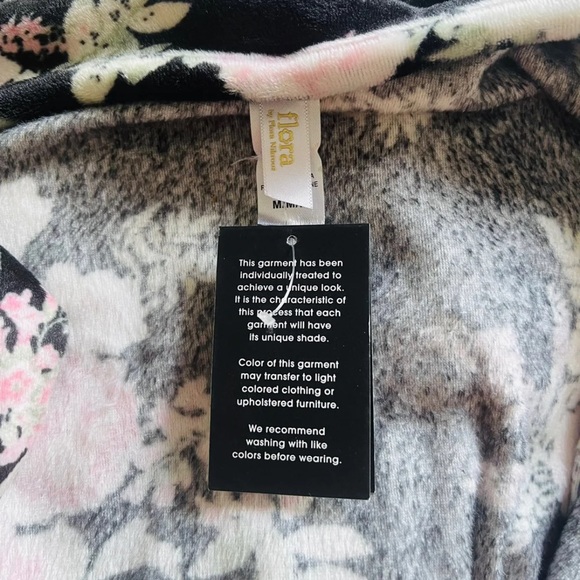 flora
by Flora Nikrooz
M/M
This garment has been
individually treated to
achieve a unique look.
It is the characteristic of
this process that each
garment will have
its unique shade.
Color of this garment
may transfer to light
colored clothing or
upholstered furniture.
We recommend
washing with like
colors before wearing.